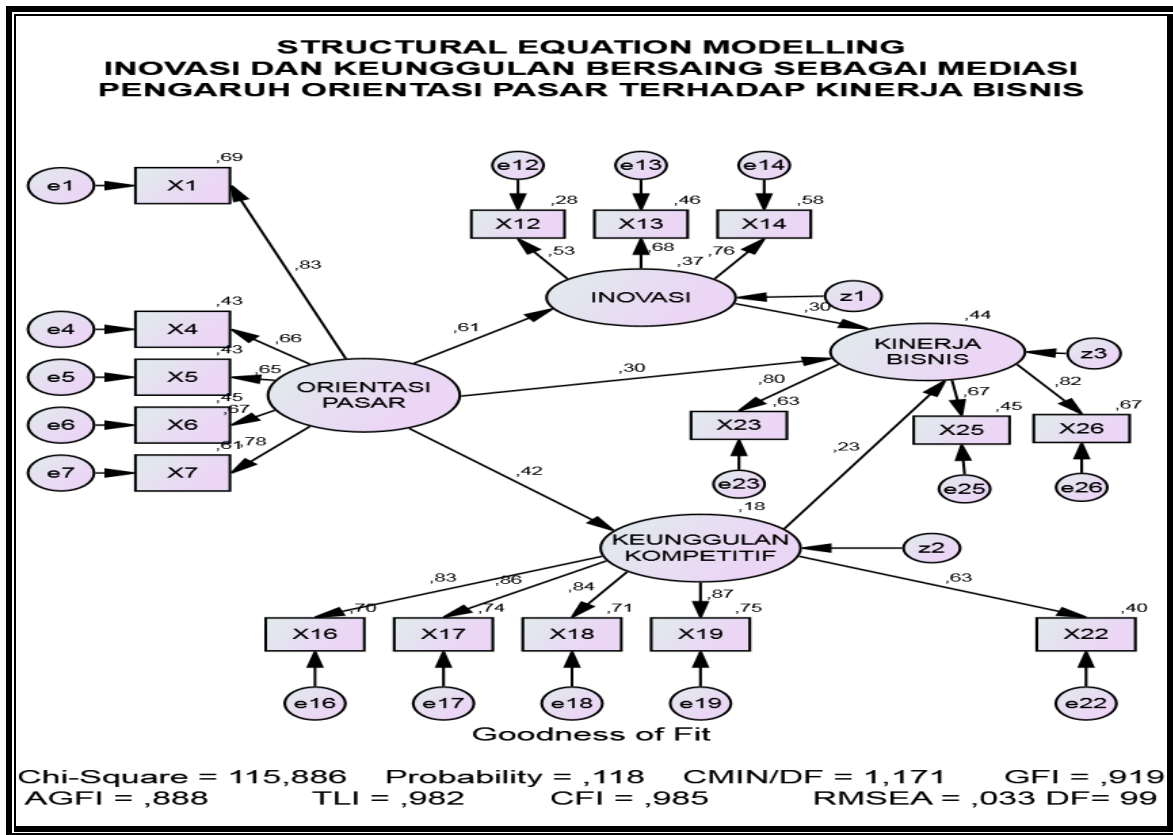 STRUCTURAL EQUATION MODELLING
INOVASI DAN KEUNGGULAN BERSAING SEBAGAI MEDIASI
PENGARUH ORIENTASI PASAR TERHADAP KINERJA BISNIS
e12 e13 e14
,69
e1 X1
,28 ,46 ,58
X12 X13 X14
,53 ,68 ,37 ,76
,83
INOVASI
z1
,30
,43
e4 X4
,61
,44
KINERJA
BISNIS
z3
,66
,43
e5 X5
,65
ORIENTASI
PASAR
,30
,80 ,67 ,82
,45
e6 X6
,67
,63 ,45 ,67
X23 X25 X26
,61 ,78
e7 X7
,42
,23
e23 e25 e26
,18
KEUNGGULAN
KOMPETITIF
z2
,83 ,86 ,84 ,87 ,63
,70 ,74 ,71 ,75 ,40
X16 X17 X18 X19 X22
e16 e17 e18 e19 e22
Goodness of Fit
Chi-Square = 115,886 Probability = ,118 CMIN/DF = 1,171 GFI = ,919
AGFI = ,888 TLI = ,982 CFI = ,985 RMSEA = ,033 DF= 99